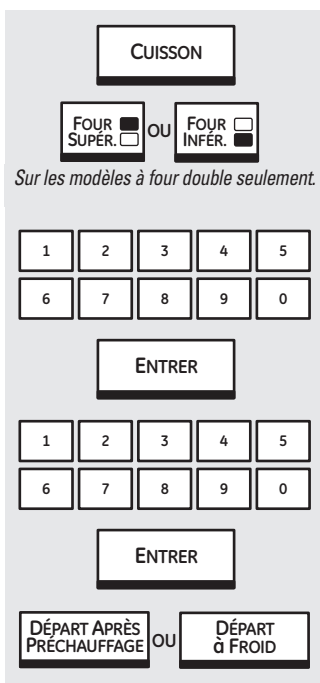 CUISSON
FOUR SUPÉR. OU FOUR INFÉR.
Sur les modèles à four double seulement.
1 2 3 4 5
6 7 8 9 0
ENTRER
1 2 3 4 5
6 7 8 9 0
ENTRER
DÉPART APRÈS PRÉCHAUFFAGE OU DÉPART à FROID